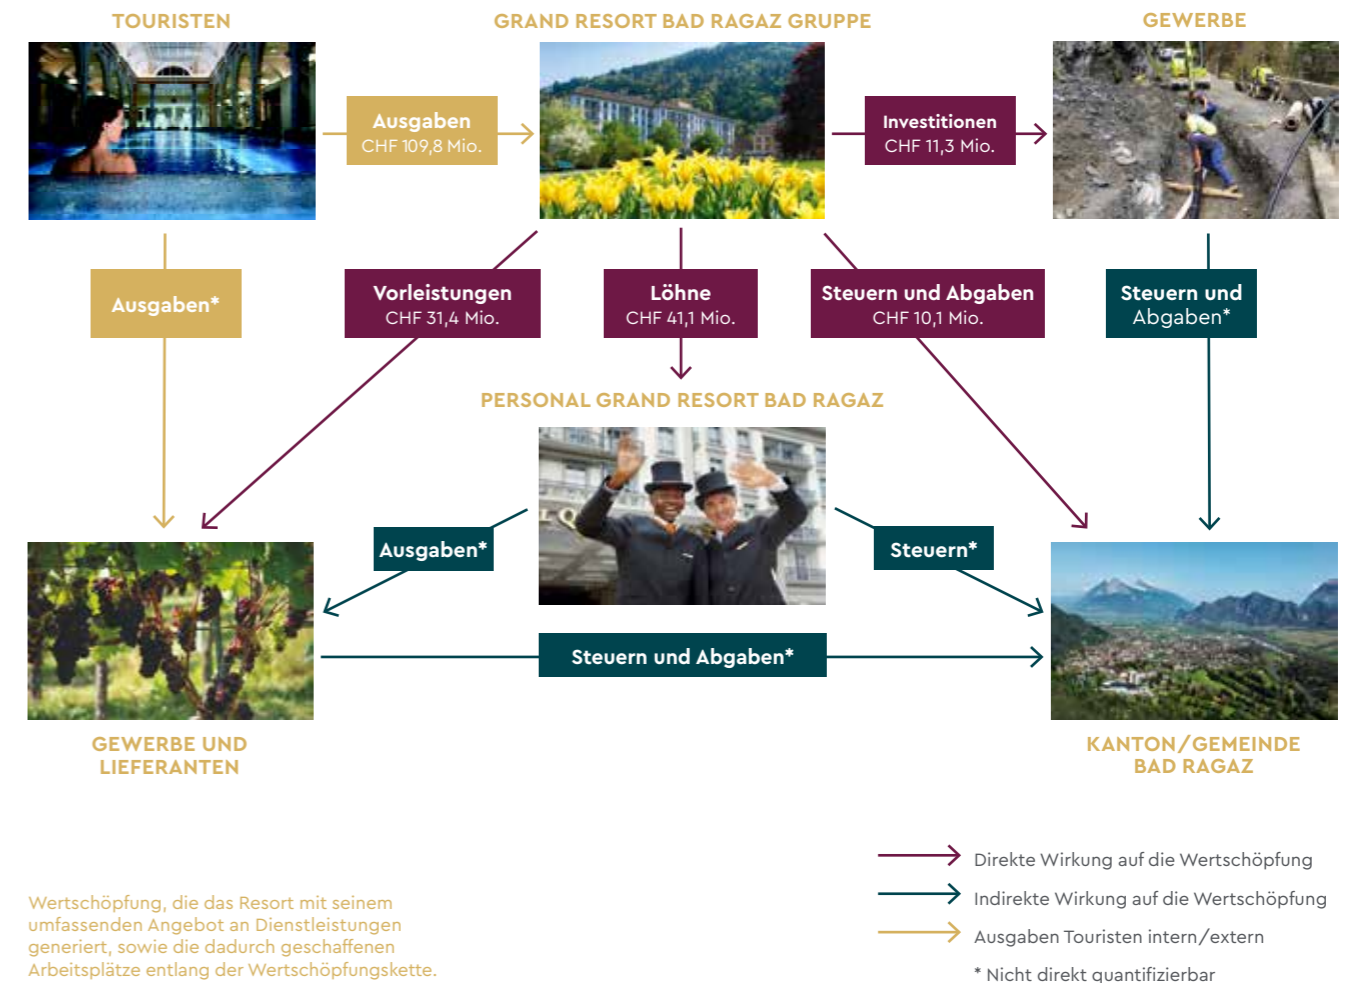 TOURISTEN
GRAND RESORT BAD RAGAZ GRUPPE
GEWERBE
Ausgaben
CHF 109,8 Mio.
Investitionen
CHF 11,3 Mio.
Ausgaben*
Vorleistungen
CHF 31,4 Mio.
Löhne
CHF 41,1 Mio.
Steuern und Abgaben
CHF 10,1 Mio.
Steuern und
Abgaben*
PERSONAL GRAND RESORT BAD RAGAZ
Ausgaben*
Steuern*
Steuern und Abgaben*
GEWERBE UND
LIEFERANTEN
KANTON/GEMEINDE
BAD RAGAZ
Wertschöpfung, die das Resort mit seinem
umfassenden Angebot an Dienstleistungen
generiert, sowie die dadurch geschaffenen
Arbeitsplätze entlang der Wertschöpfungskette.
Direkte Wirkung auf die Wertschöpfung
Indirekte Wirkung auf die Wertschöpfung
Ausgaben Touristen intern/extern
* Nicht direkt quantifizierbar